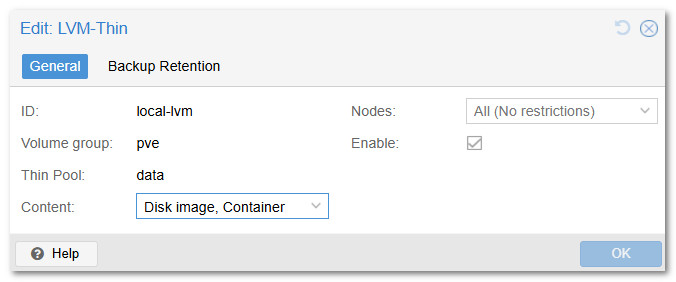 Edit: LVM-Thin
General Backup Retention
ID: local-lvm Nodes: All (No restrictions)
Volume group: pve Enable:
Thin Pool: data
Content: Disk image, Container
? Help OK